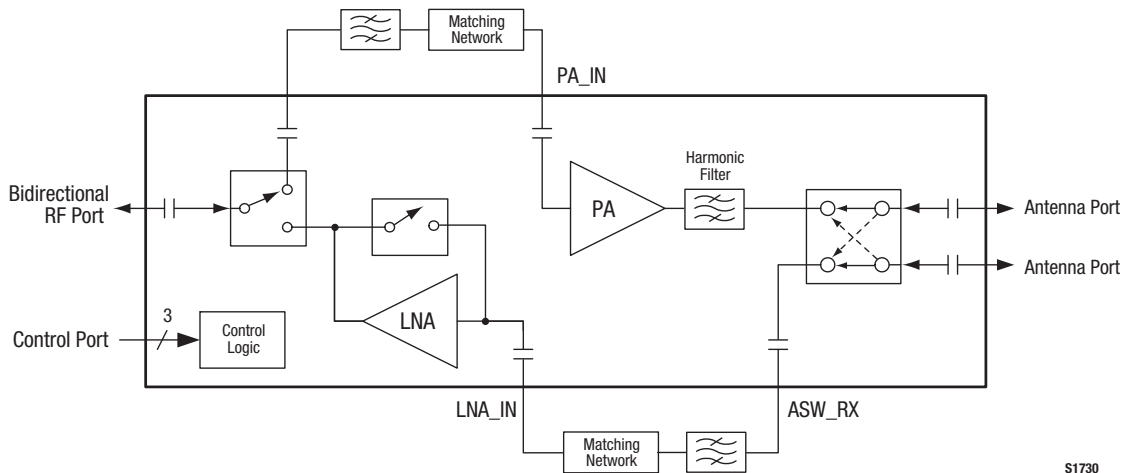 Matching
Network
PA_IN
Harmonic
Filter
Bidirectional
RF Port
PA
Antenna Port
Antenna Port
LNA
3
Control Port
Control
Logic
LNA_IN
ASW_RX
Matching
Network
S1730